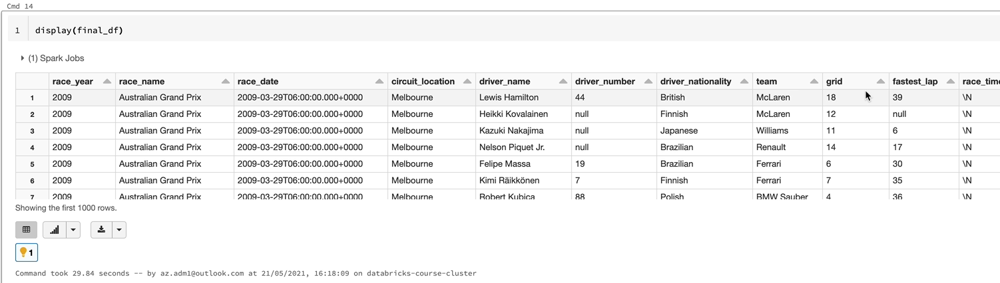 Cmd 14
1 display(final_df)
(1) Spark Jobs
race_year race_name race_date circuit_location driver_name driver_number driver_nationality team grid fastest_lap race_time
1 2009 Australian Grand Prix 2009-03-29T06:00:00.000+0000 Melbourne Lewis Hamilton 44 British McLaren 18 39 \N
2 2009 Australian Grand Prix 2009-03-29T06:00:00.000+0000 Melbourne Heikki Kovalainen null Finnish McLaren 12 null \N
3 2009 Australian Grand Prix 2009-03-29T06:00:00.000+0000 Melbourne Kazuki Nakajima null Japanese Williams 11 6 \N
4 2009 Australian Grand Prix 2009-03-29T06:00:00.000+0000 Melbourne Nelson Piquet Jr. null Brazilian Renault 14 17 \N
5 2009 Australian Grand Prix 2009-03-29T06:00:00.000+0000 Melbourne Felipe Massa 19 Brazilian Ferrari 6 30 \N
6 2009 Australian Grand Prix 2009-03-29T06:00:00.000+0000 Melbourne Kimi Räikkönen 7 Finnish Ferrari 7 35 \N
7 2009 Australian Grand Prix 2009-03-29T06:00:00.000+0000 Melbourne Robert Kubica 88 Polish BMW Sauber 4 36 \N
Showing the first 1000 rows.
1
Command took 29.84 seconds -- by az.adm1@outlook.com at 21/05/2021, 16:18:09 on databricks-course-cluster